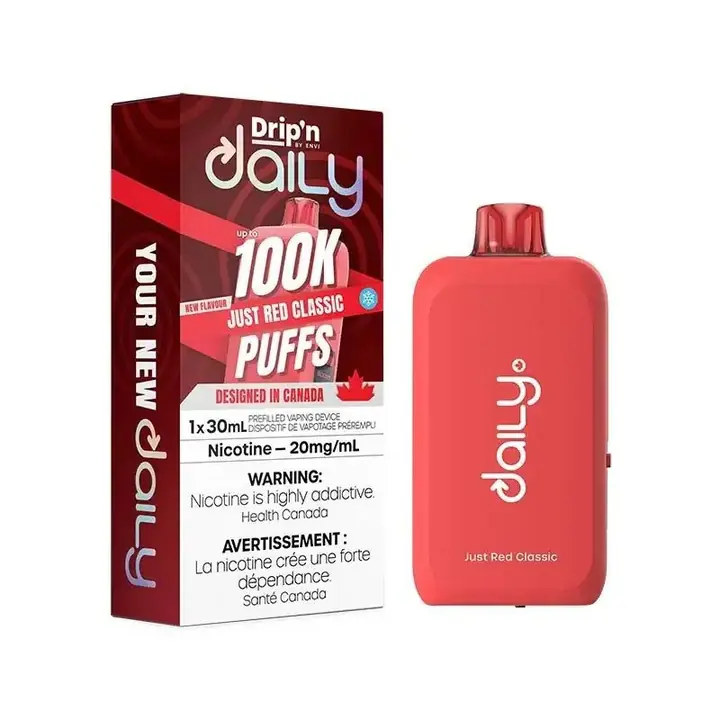 Drip'n
BY ENVI
daily
up to
100K
NEW FLAVOUR
JUST RED CLASSIC
PUFFS
DESIGNED IN CANADA
1 x 30mL PREFILLED VAPING DEVICE
DISPOSITIF DE VAPOTAGE PRÉREMPLI
Nicotine – 20mg/mL
WARNING:
Nicotine is highly addictive.
Health Canada
AVERTISSEMENT :
La nicotine crée une forte
dépendance.
Santé Canada
YOUR NEW daily
daily
Just Red Classic